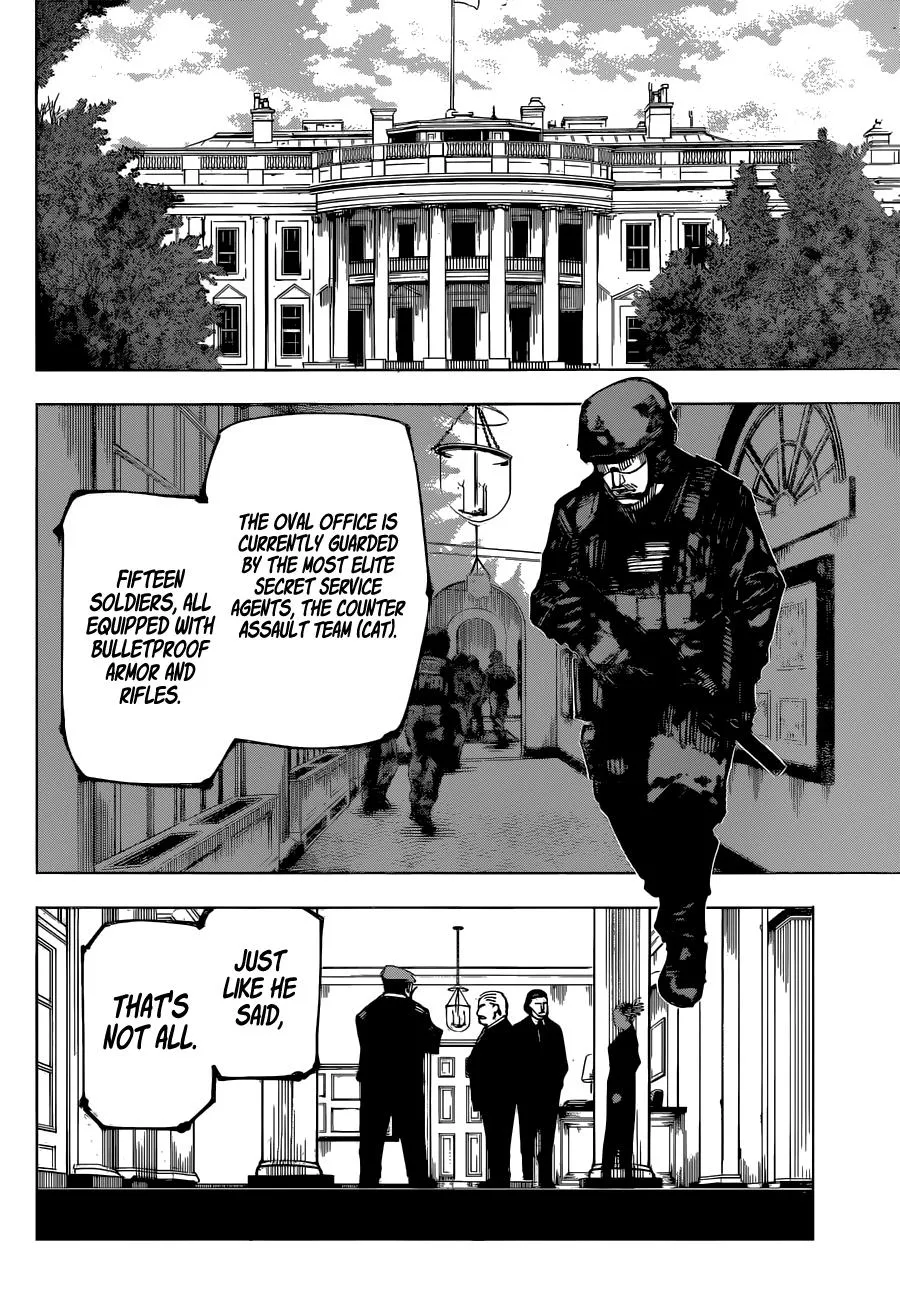 THE OVAL OFFICE IS
CURRENTLY GUARDED
BY THE MOST ELITE
SECRET SERVICE
AGENTS, THE COUNTER
ASSAULT TEAM (CAT).
FIFTEEN
SOLDIERS, ALL
EQUIPPED WITH
BULLETPROOF
ARMOR AND
RIFLES.
JUST
LIKE HE
SAID,
THAT'S
NOT ALL.